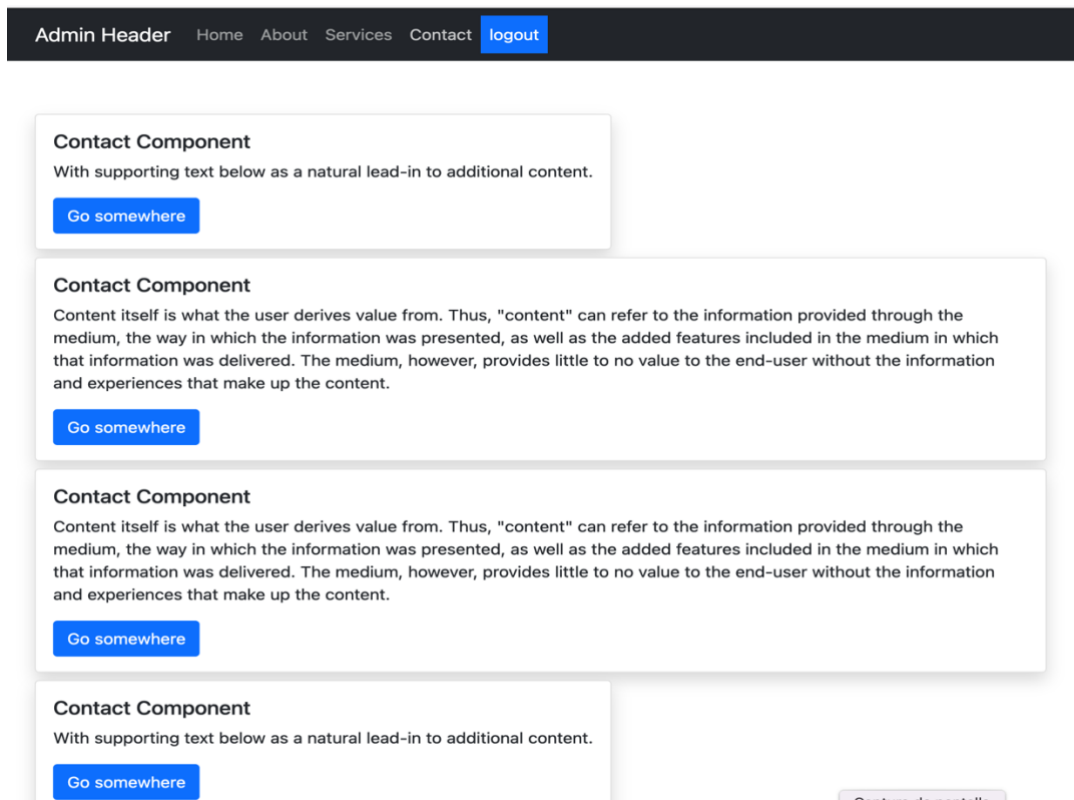 Admin Header Home About Services Contact logout
Contact Component
With supporting text below as a natural lead-in to additional content.
Go somewhere
Contact Component
Content itself is what the user derives value from. Thus, "content" can refer to the information provided through the
medium, the way in which the information was presented, as well as the added features included in the medium in which
that information was delivered. The medium, however, provides little to no value to the end-user without the information
and experiences that make up the content.
Go somewhere
Contact Component
Content itself is what the user derives value from. Thus, "content" can refer to the information provided through the
medium, the way in which the information was presented, as well as the added features included in the medium in which
that information was delivered. The medium, however, provides little to no value to the end-user without the information
and experiences that make up the content.
Go somewhere
Contact Component
With supporting text below as a natural lead-in to additional content.
Go somewhere